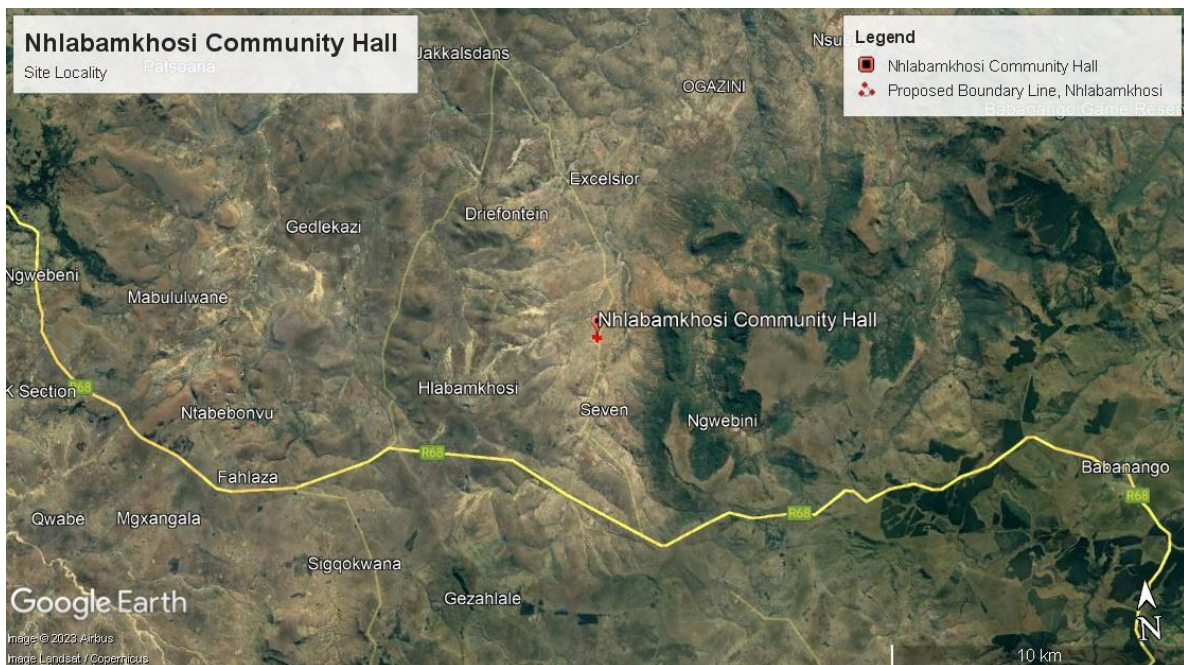 Nhlabamkhosi Community Hall
Site Locality
Patsoana
Legend
Nhlabamkhosi Community Hall
Proposed Boundary Line, Nhlabamkhosi
Jakkalsdans
OGAZINI
Babanango Game Reser
Excelsior
Driefontein
Gedlekazi
Ngwebeni
Mabululwane
Nhlabamkhosi Community Hall
K Section
R68
Hlabamkhosi
Ntabebonvu
Seven
Ngwebini
R68
Fahlaza
Babanango
R68
R68
Qwabe
Mgxangala
Sigqokwana
Gezahlale
Google Earth
Image © 2023 Airbus
Image Landsat / Copernicus
N
10 km